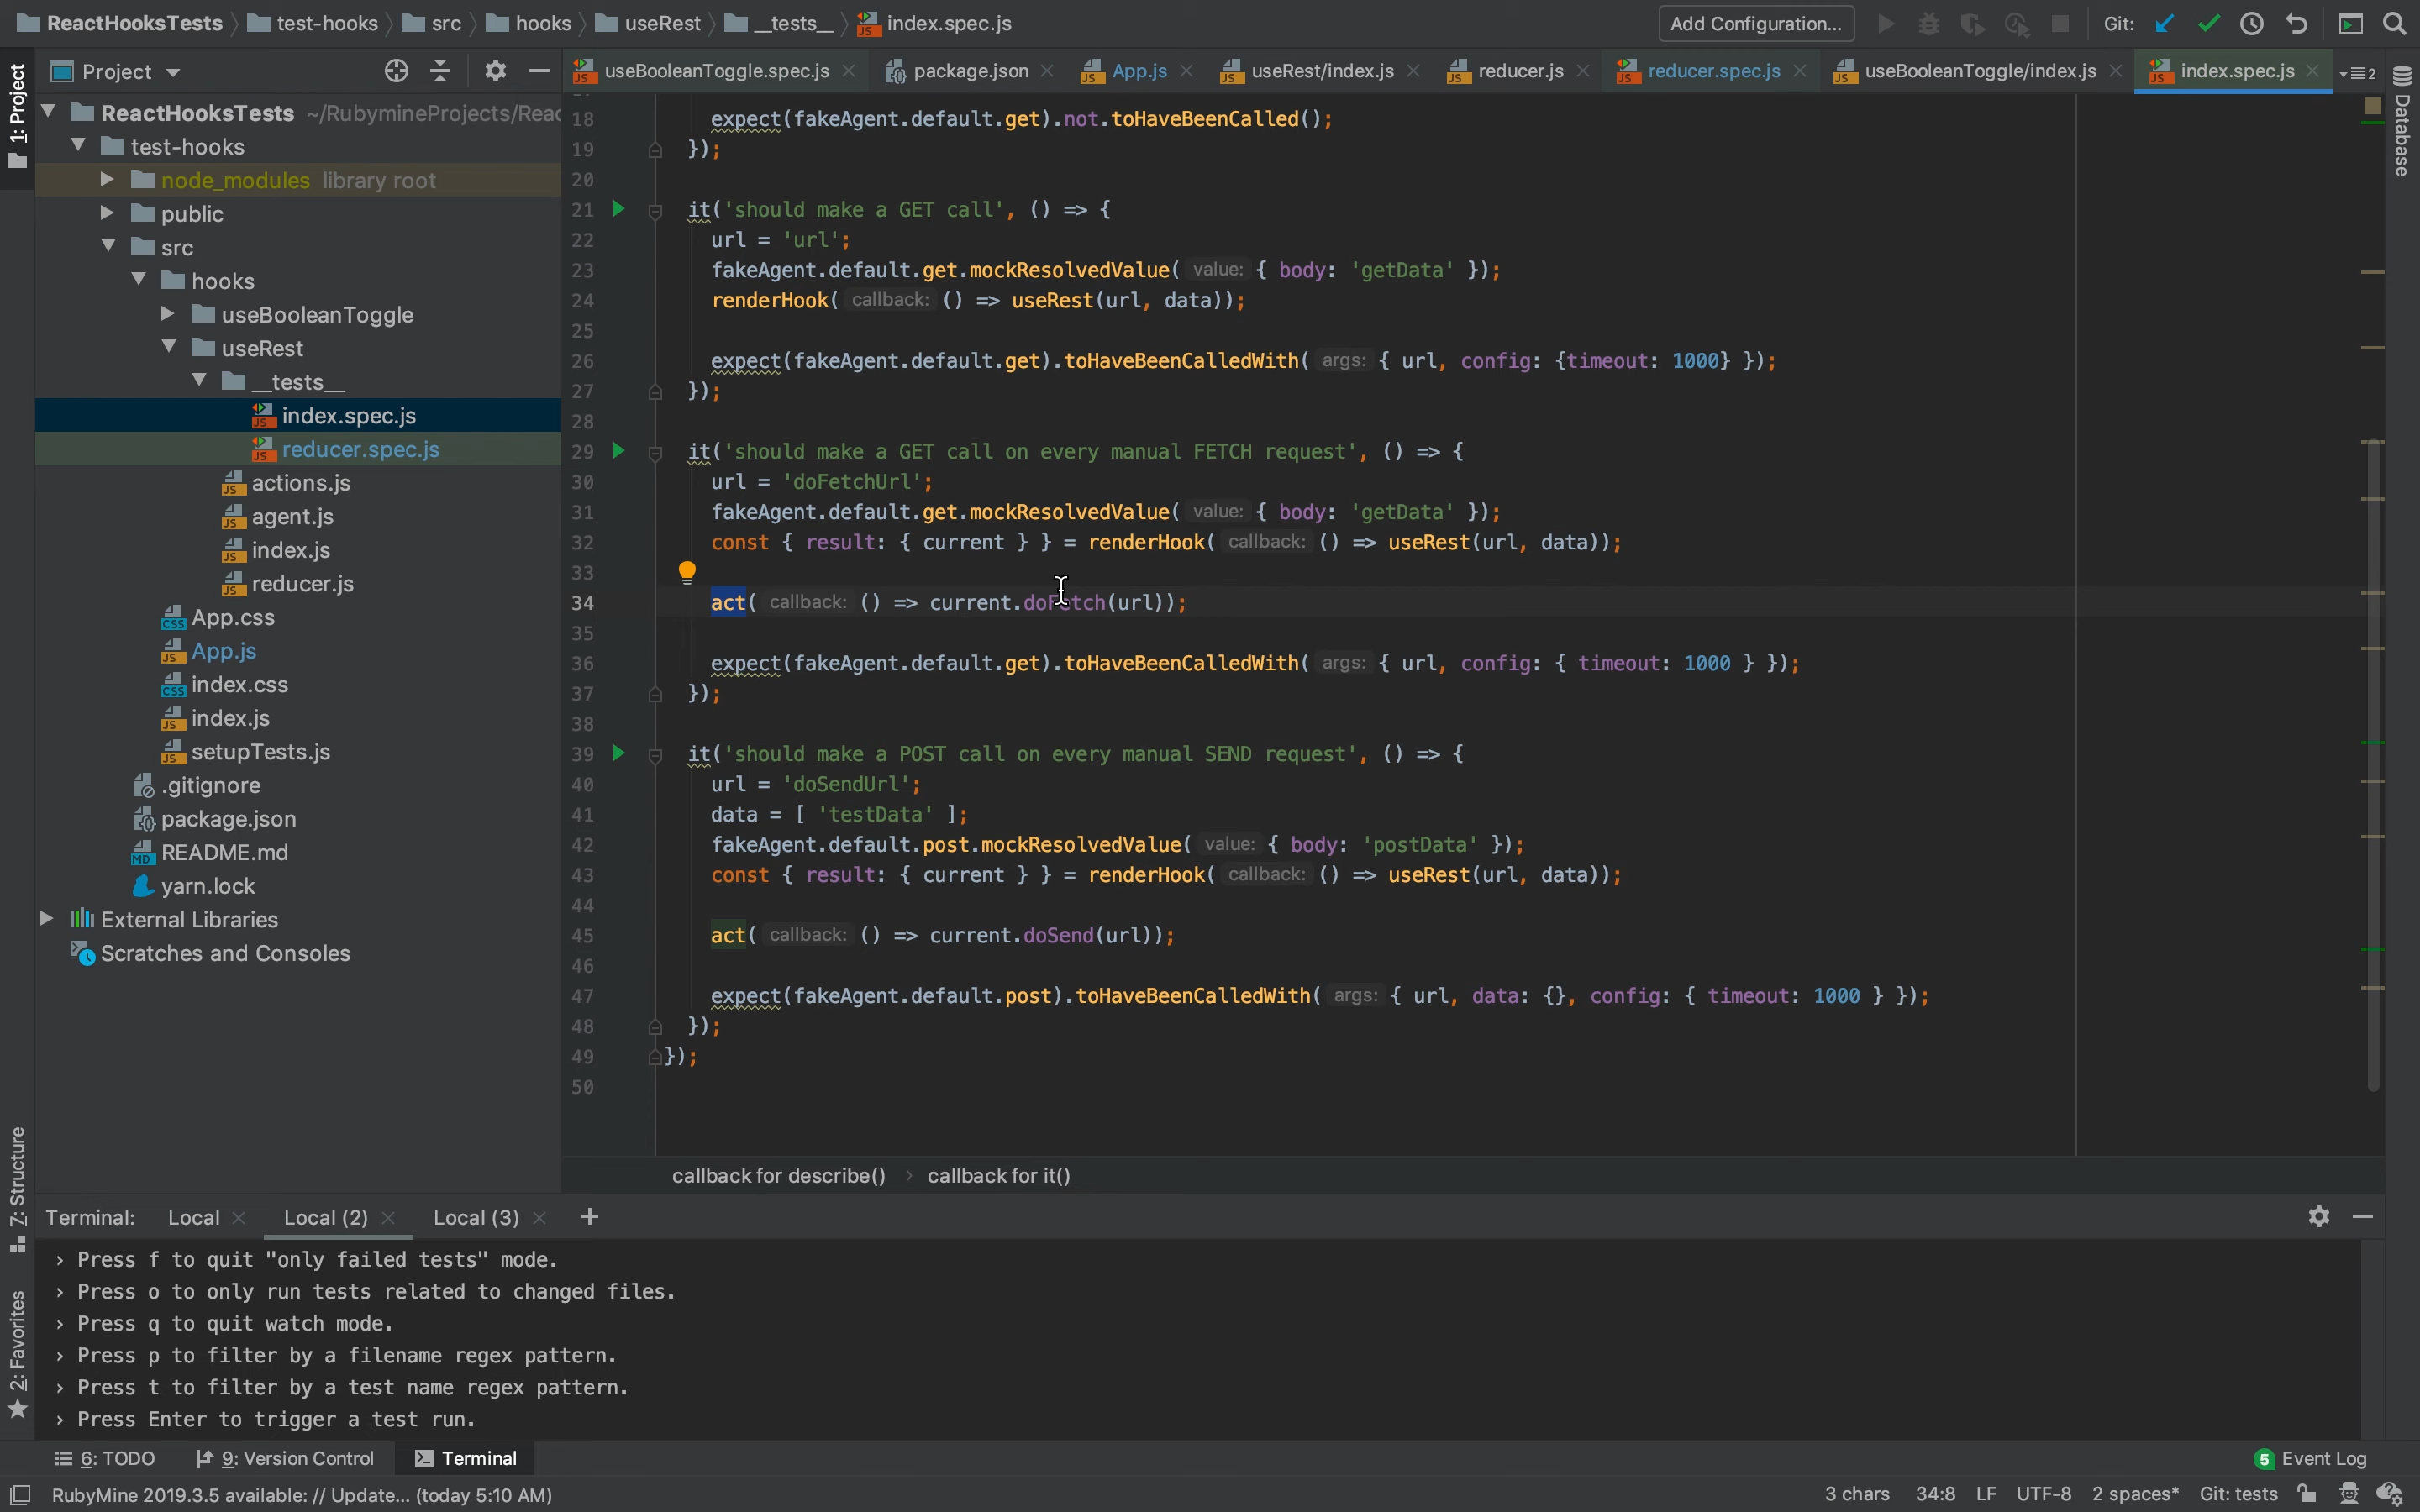 ReactHooksTests test-hooks src hooks useRest __tests__ index.spec.js Add Configuration... Git:
1: Project
Project
useBooleanToggle.spec.js package.json App.js useRest/index.js reducer.js reducer.spec.js useBooleanToggle/index.js index.spec.js 2
Database
ReactHooksTests ~/RubymineProjects/Reac
test-hooks
node_modules library root
public
src
hooks
useBooleanToggle
useRest
__tests__
index.spec.js
reducer.spec.js
actions.js
agent.js
index.js
reducer.js
App.css
App.js
index.css
index.js
setupTests.js
.gitignore
package.json
README.md
yarn.lock
External Libraries
Scratches and Consoles
18 expect(fakeAgent.default.get).not.toHaveBeenCalled();
19 });
20
21 it('should make a GET call', () => {
22 url = 'url';
23 fakeAgent.default.get.mockResolvedValue( value: { body: 'getData' });
24 renderHook( callback: () => useRest(url, data));
25
26 expect(fakeAgent.default.get).toHaveBeenCalledWith( args: { url, config: {timeout: 1000} });
27 });
28
29 it('should make a GET call on every manual FETCH request', () => {
30 url = 'doFetchUrl';
31 fakeAgent.default.get.mockResolvedValue( value: { body: 'getData' });
32 const { result: { current } } = renderHook( callback: () => useRest(url, data));
33
34 act( callback: () => current.doFetch(url));
35
36 expect(fakeAgent.default.get).toHaveBeenCalledWith( args: { url, config: { timeout: 1000 } });
37 });
38
39 it('should make a POST call on every manual SEND request', () => {
40 url = 'doSendUrl';
41 data = [ 'testData' ];
42 fakeAgent.default.post.mockResolvedValue( value: { body: 'postData' });
43 const { result: { current } } = renderHook( callback: () => useRest(url, data));
44
45 act( callback: () => current.doSend(url));
46
47 expect(fakeAgent.default.post).toHaveBeenCalledWith( args: { url, data: {}, config: { timeout: 1000 } });
48 });
49 });
50
callback for describe() › callback for it()
Z: Structure
2: Favorites
Terminal: Local Local (2) Local (3) +
› Press f to quit "only failed tests" mode.
› Press o to only run tests related to changed files.
› Press q to quit watch mode.
› Press p to filter by a filename regex pattern.
› Press t to filter by a test name regex pattern.
› Press Enter to trigger a test run.
6: TODO 9: Version Control Terminal 5 Event Log
RubyMine 2019.3.5 available: // Update... (today 5:10 AM) 3 chars 34:8 LF UTF-8 2 spaces* Git: tests